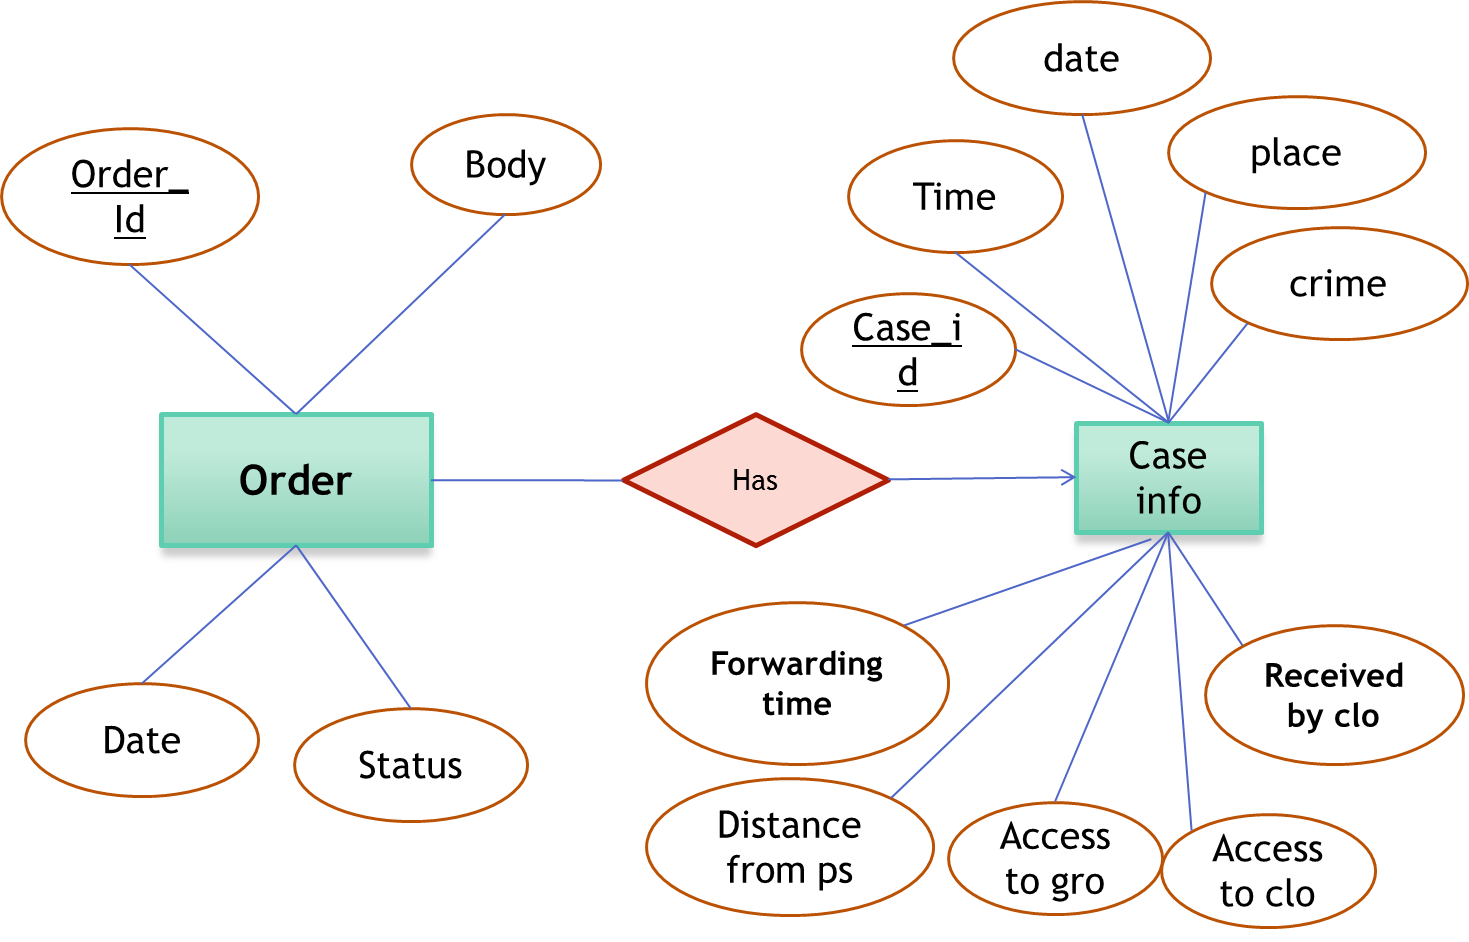 date
place
Body
Order_
Id
Time
crime
Case_i
d
Order
Has
Case
info
Forwarding
time
Received
by clo
Date
Status
Distance
from ps
Access
to gro
Access
to clo